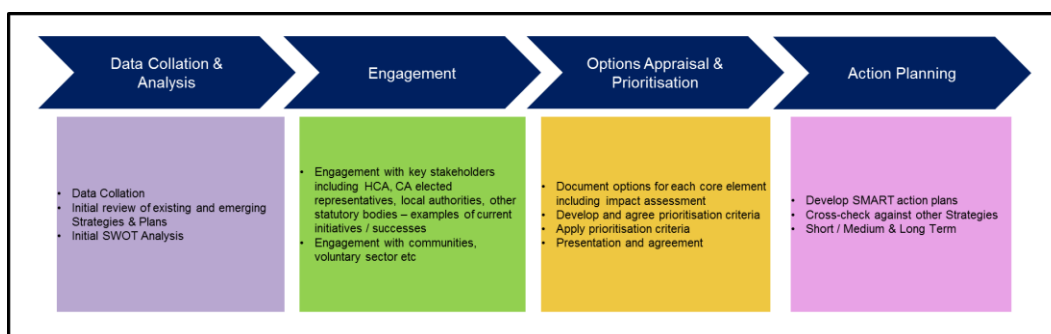 Data Collation &
Analysis
Engagement
Options Appraisal &
Prioritisation
Action Planning
• Data Collation
• Initial review of existing and emerging
Strategies & Plans
• Initial SWOT Analysis
• Engagement with key stakeholders
including HCA, CA elected
representatives, local authorities, other
statutory bodies – examples of current
initiatives / successes
• Engagement with communities,
voluntary sector etc
• Document options for each core element
including impact assessment
• Develop and agree prioritisation criteria
• Apply prioritisation criteria
• Presentation and agreement
• Develop SMART action plans
• Cross-check against other Strategies
• Short / Medium & Long Term